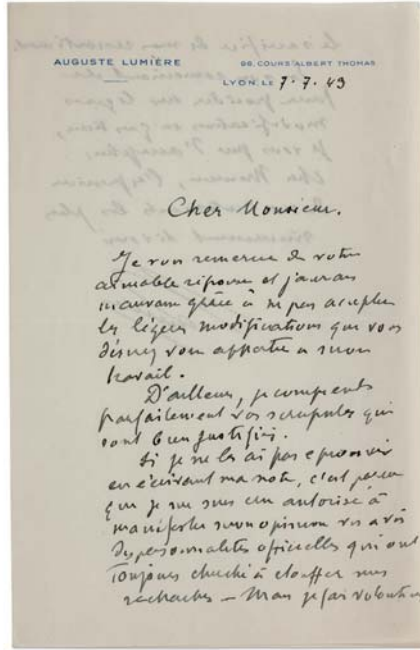 AUGUSTE LUMIÈRE
98, COURS ALBERT THOMAS
LYON, LE 7.7.49
Cher Monsieur.
Je vous remercie de votre
aimable réponse et j'aurais
mauvaise grâce à ne pas accepter
les légères modifications que vous
désirez voir apporter à mon
travail.
D'ailleurs, je comprends
parfaitement vos scrupules qui
sont bien justifiés.
Si je ne les ai pas éprouvés
en écrivant ma note, c'est parce
que je me suis cru autorisé à
manifester mon opinion vis à vis
des personnalités officielles qui ont
toujours cherché à étouffer mes
recherches — Mais je fais volontiers